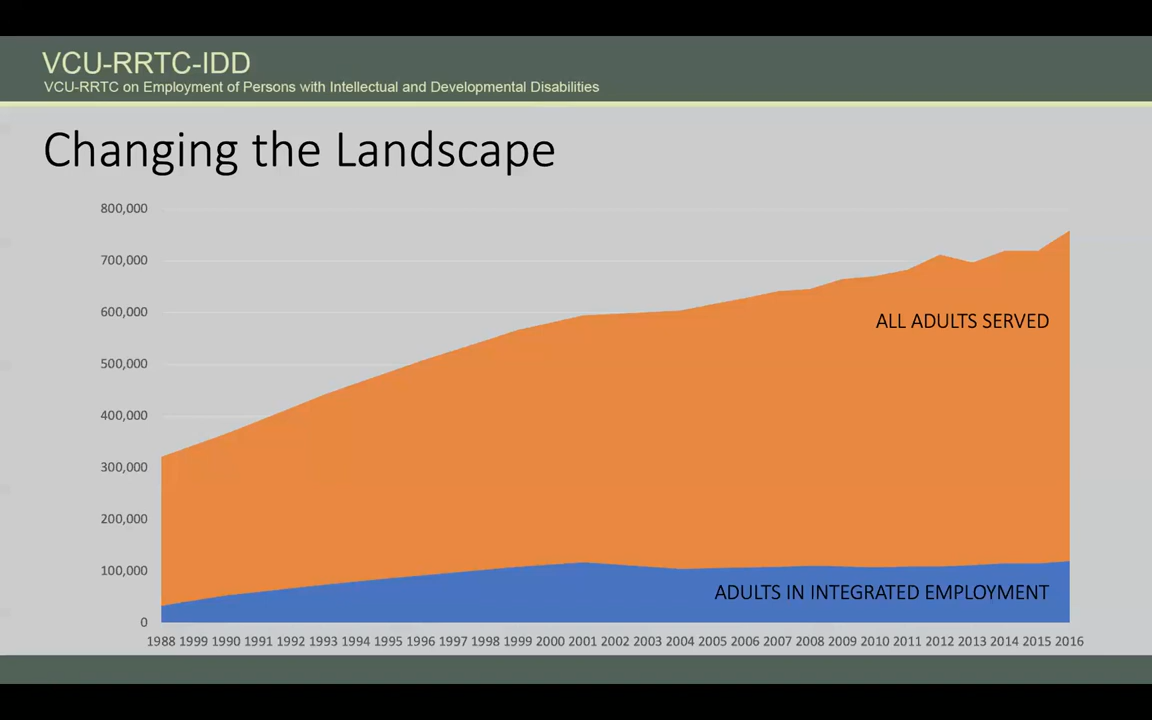 VCU-RRTC-IDD
VCU-RRTC on Employment of Persons with Intellectual and Developmental Disabilities
Changing the Landscape
800,000
700,000
600,000
500,000
400,000
300,000
200,000
100,000
0
ALL ADULTS SERVED
ADULTS IN INTEGRATED EMPLOYMENT
1988 1999 1990 1991 1992 1993 1994 1995 1996 1997 1998 1999 2000 2001 2002 2003 2004 2005 2006 2007 2008 2009 2010 2011 2012 2013 2014 2015 2016